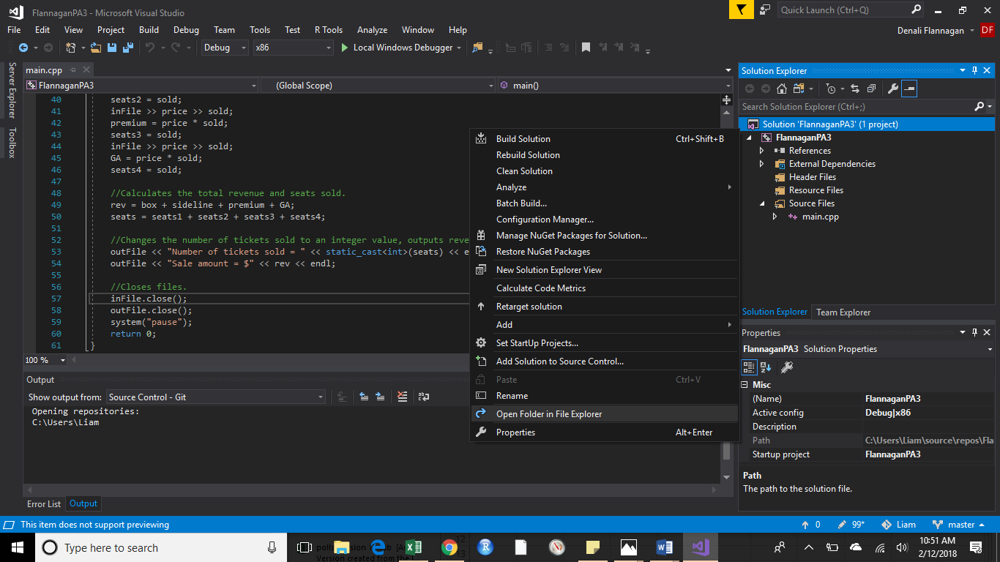 FlannaganPA3 - Microsoft Visual Studio
Quick Launch (Ctrl+Q)
File Edit View Project Build Debug Team Tools Test R Tools Analyze Window Help
Denali Flannagan DF
Debug x86 Local Windows Debugger
Server Explorer
Toolbox
main.cpp
FlannaganPA3 (Global Scope) main()
40 seats2 = sold;
41 inFile >> price >> sold;
42 premium = price * sold;
43 seats3 = sold;
44 inFile >> price >> sold;
45 GA = price * sold;
46 seats4 = sold;
47
48 //Calculates the total revenue and seats sold.
49 rev = box + sideline + premium + GA;
50 seats = seats1 + seats2 + seats3 + seats4;
51
52 //Changes the number of tickets sold to an integer value, outputs reve
53 outFile << "Number of tickets sold = " << static_cast<int>(seats) << e
54 outFile << "Sale amount = $" << rev << endl;
55
56 //Closes files.
57 inFile.close();
58 outFile.close();
59 system("pause");
60 return 0;
61 }
100 %
Output
Show output from: Source Control - Git
Opening repositories:
C:\Users\Liam
Error List Output
Build Solution Ctrl+Shift+B
Rebuild Solution
Clean Solution
Analyze
Batch Build...
Configuration Manager...
Manage NuGet Packages for Solution...
Restore NuGet Packages
New Solution Explorer View
Calculate Code Metrics
Retarget solution
Add
Set StartUp Projects...
Add Solution to Source Control...
Paste Ctrl+V
Rename
Open Folder in File Explorer
Properties Alt+Enter
Solution Explorer
Search Solution Explorer (Ctrl+;)
Solution 'FlannaganPA3' (1 project)
FlannaganPA3
References
External Dependencies
Header Files
Resource Files
Source Files
main.cpp
Solution Explorer Team Explorer
Properties
FlannaganPA3 Solution Properties
Misc
(Name) FlannaganPA3
Active config Debug|x86
Description
Path C:\Users\Liam\source\repos\Fla
Startup project FlannaganPA3
Path
The path to the solution file.
This item does not support previewing
0 99* Liam master
Type here to search
10:51 AM
2/12/2018